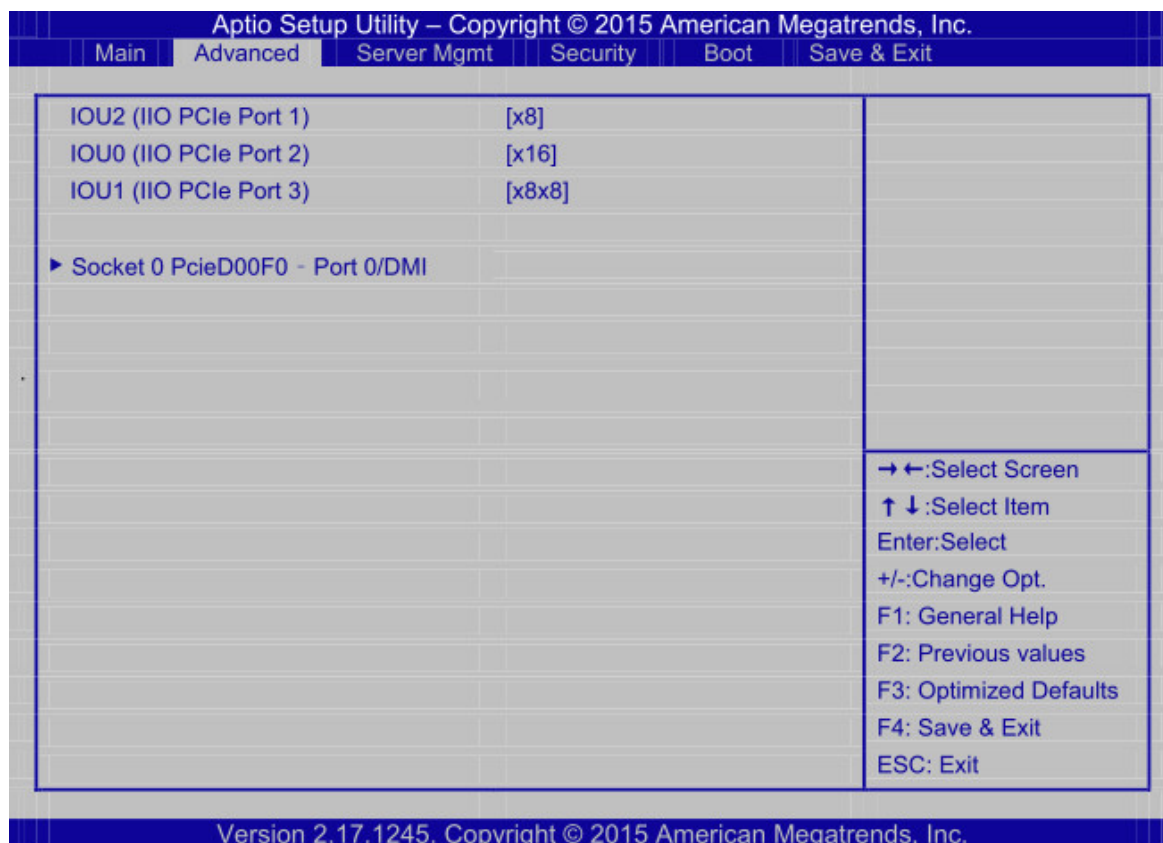 Aptio Setup Utility – Copyright © 2015 American Megatrends, Inc.
Main Advanced Server Mgmt Security Boot Save & Exit
IOU2 (IIO PCIe Port 1) [x8]
IOU0 (IIO PCIe Port 2) [x16]
IOU1 (IIO PCIe Port 3) [x8x8]
► Socket 0 PcieD00F0 - Port 0/DMI
→←:Select Screen
↑↓:Select Item
Enter:Select
+/-:Change Opt.
F1: General Help
F2: Previous values
F3: Optimized Defaults
F4: Save & Exit
ESC: Exit
Version 2.17.1245. Copyright © 2015 American Megatrends, Inc.